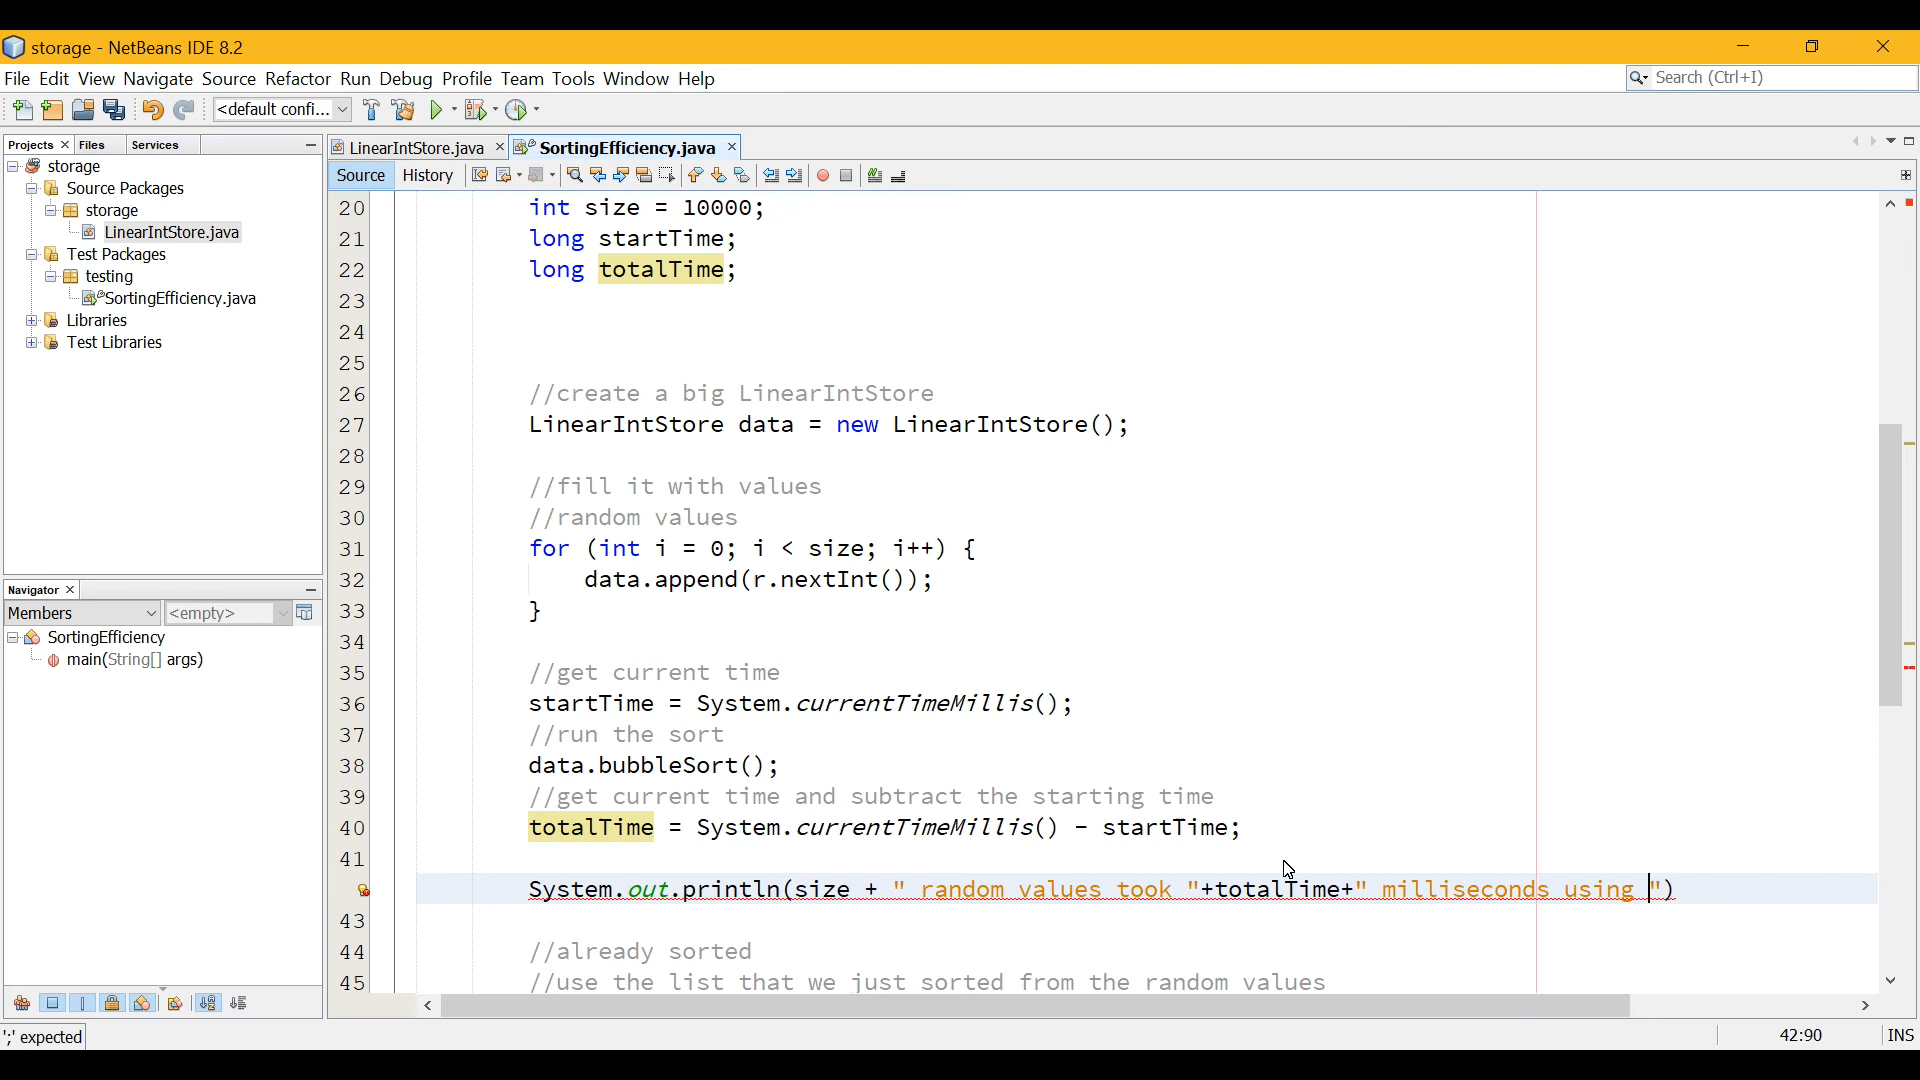 storage - NetBeans IDE 8.2
File Edit View Navigate Source Refactor Run Debug Profile Team Tools Window Help
Search (Ctrl+I)
<default confi...
Projects Files Services
storage
Source Packages
storage
LinearIntStore.java
Test Packages
testing
SortingEfficiency.java
Libraries
Test Libraries
Navigator
Members <empty>
SortingEfficiency
main(String[] args)
LinearIntStore.java SortingEfficiency.java
Source History
20 int size = 10000;
21 long startTime;
22 long totalTime;
23
24
25
26 //create a big LinearIntStore
27 LinearIntStore data = new LinearIntStore();
28
29 //fill it with values
30 //random values
31 for (int i = 0; i < size; i++) {
32 data.append(r.nextInt());
33 }
34
35 //get current time
36 startTime = System.currentTimeMillis();
37 //run the sort
38 data.bubbleSort();
39 //get current time and subtract the starting time
40 totalTime = System.currentTimeMillis() - startTime;
41
System.out.println(size + " random values took "+totalTime+" milliseconds using ")
43
44 //already sorted
45 //use the list that we just sorted from the random values
';' expected
42:90 INS